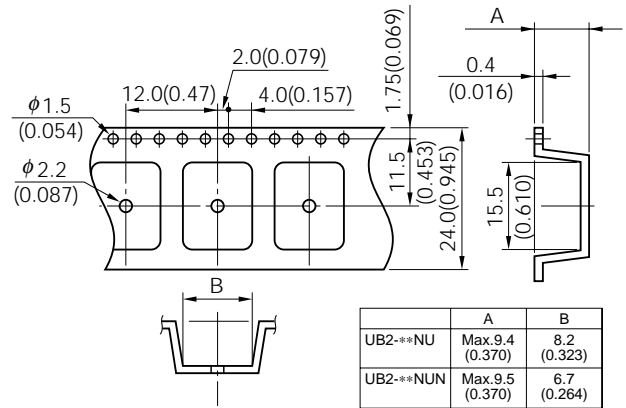 A
2.0(0.079)
1.75(0.069)
0.4
(0.016)
12.0(0.47)
4.0(0.157)
φ1.5
(0.054)
φ2.2
(0.087)
11.5
(0.453)
24.0(0.945)
15.5
(0.610)
B
A B
UB2-**NU Max.9.4 8.2
(0.370) (0.323)
UB2-**NUN Max.9.5 6.7
(0.370) (0.264)